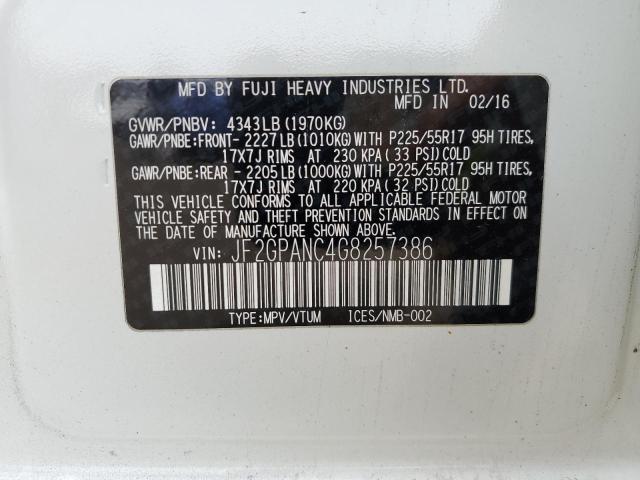 MFD BY FUJI HEAVY INDUSTRIES LTD.
MFD IN 02/16
GVWR/PNBV: 4343LB(1970KG)
GAWR/PNBE:FRONT- 2227LB(1010KG)WITH P225/55R17 95H TIRES,
17X7J RIMS AT 230 KPA(33 PSI)COLD
GAWR/PNBE:REAR - 2205LB(1000KG)WITH P225/55R17 95H TIRES,
17X7J RIMS AT 220 KPA(32 PSI)COLD
THIS VEHICLE CONFORMS TO ALL APPLICABLE FEDERAL MOTOR
VEHICLE SAFETY AND THEFT PREVENTION STANDARDS IN EFFECT
ON THE DATE OF MANUFACTURE SHOWN ABOVE.
VIN: JF2GPANC4G8257386
TYPE:MPV/VTUM ICES/NMB-002